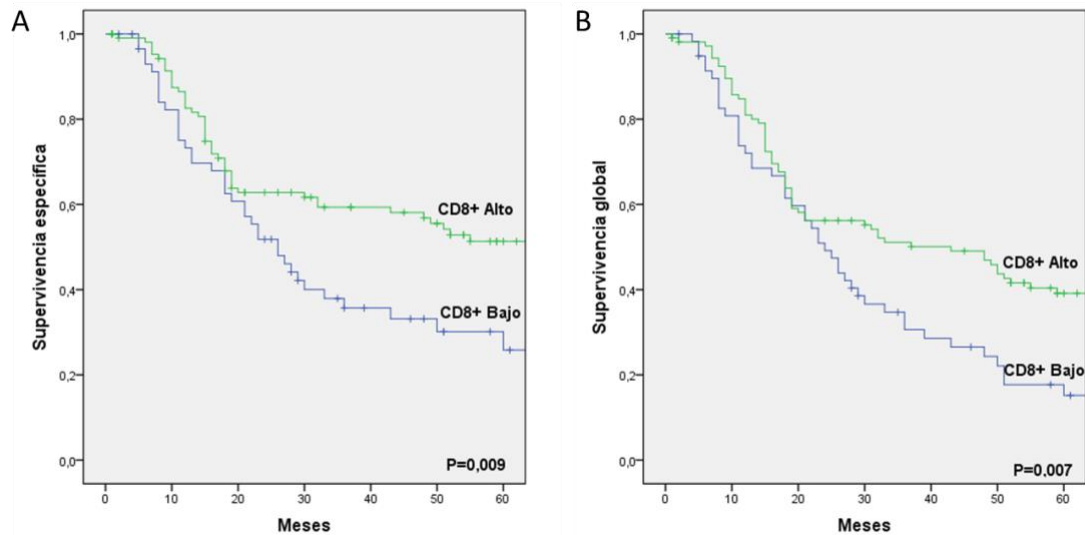 A
1,0
0,8
0,6
0,4
0,2
0,0
Supervivencia específica
CD8+ Alto
CD8+ Bajo
P=0,009
0 10 20 30 40 50 60
Meses
B
1,0
0,8
0,6
0,4
0,2
0,0
Supervivencia global
CD8+ Alto
CD8+ Bajo
P=0,007
0 10 20 30 40 50 60
Meses